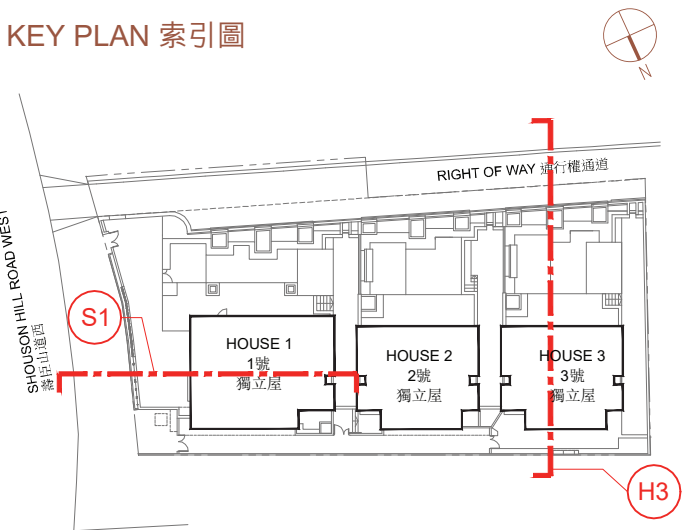 KEY PLAN 索引圖
N
RIGHT OF WAY 通行權通道
SHOUSON HILL ROAD WEST
壽臣山道西
S1
HOUSE 1
1號
獨立屋
HOUSE 2
2號
獨立屋
HOUSE 3
3號
獨立屋
H3